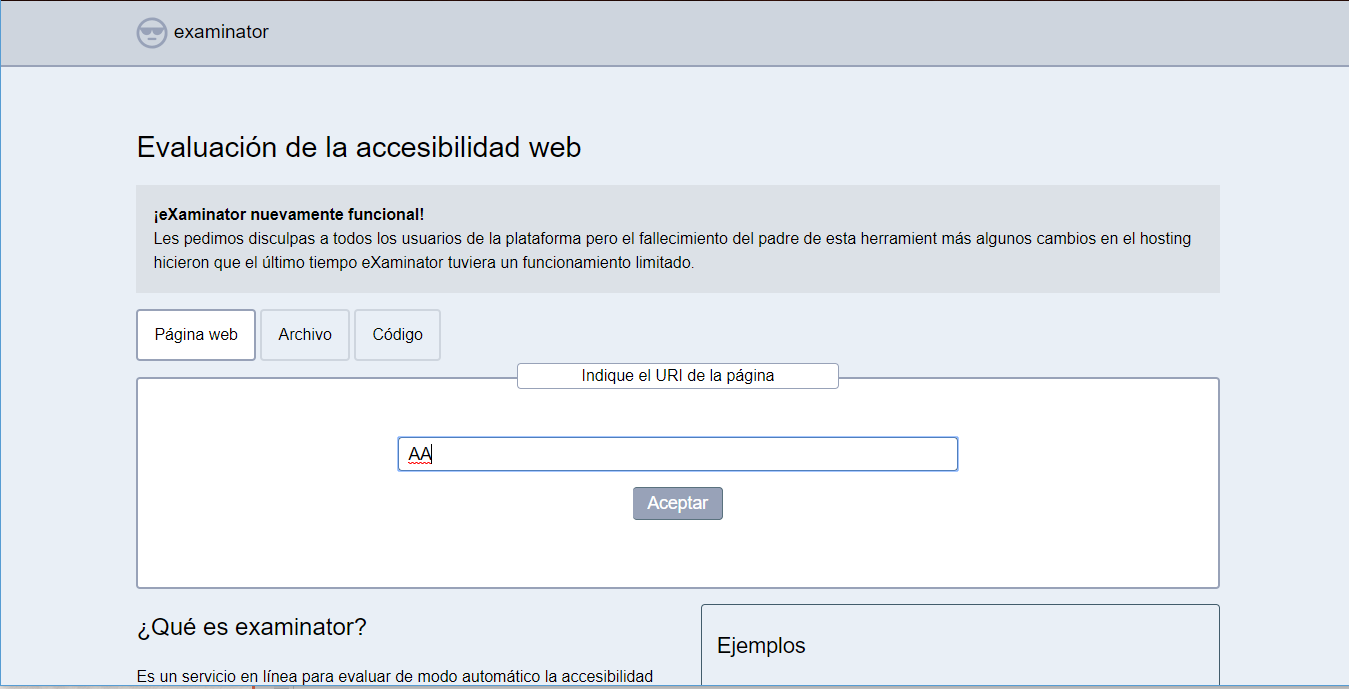 examinator
Evaluación de la accesibilidad web
¡eXaminator nuevamente funcional!
Les pedimos disculpas a todos los usuarios de la plataforma pero el fallecimiento del padre de esta herramient más algunos cambios en el hosting
hicieron que el último tiempo eXaminator tuviera un funcionamiento limitado.
Página web Archivo Código
Indique el URI de la página
AA
Aceptar
¿Qué es examinator?
Es un servicio en línea para evaluar de modo automático la accesibilidad
Ejemplos